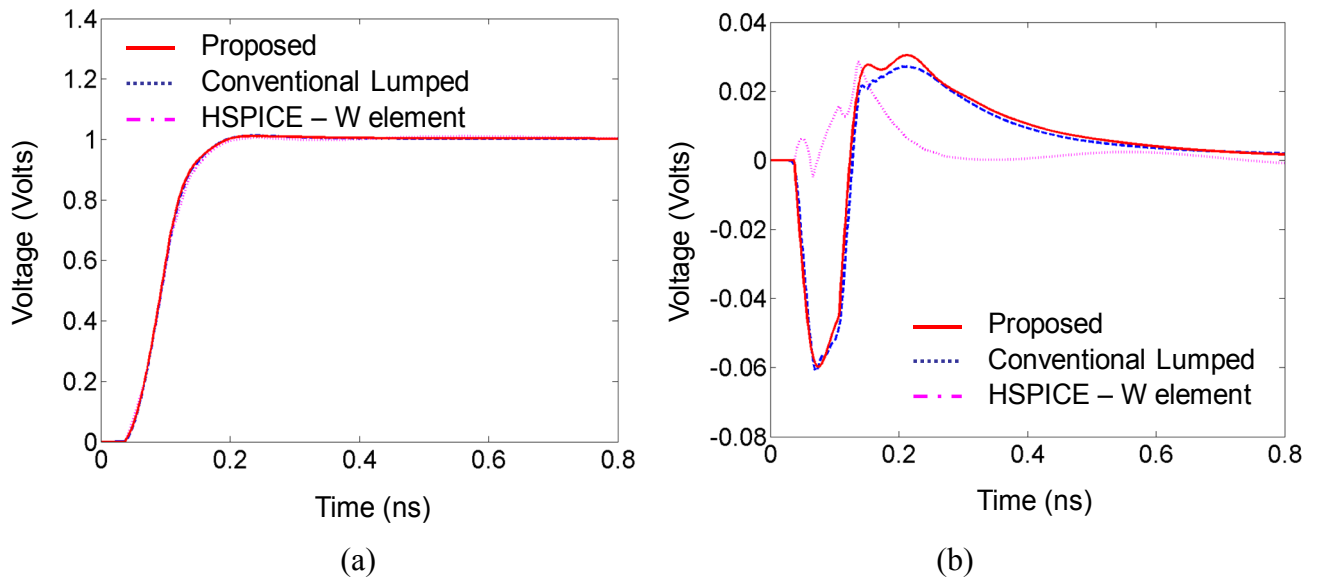 1.4
1.2
1
0.8
0.6
0.4
0.2
0
0
0.2
0.4
0.6
0.8
Voltage (Volts)
Time (ns)
Proposed
Conventional Lumped
HSPICE – W element
(a)
0.04
0.02
0
-0.02
-0.04
-0.06
-0.08
0
0.2
0.4
0.6
0.8
Voltage (Volts)
Time (ns)
Proposed
Conventional Lumped
HSPICE – W element
(b)